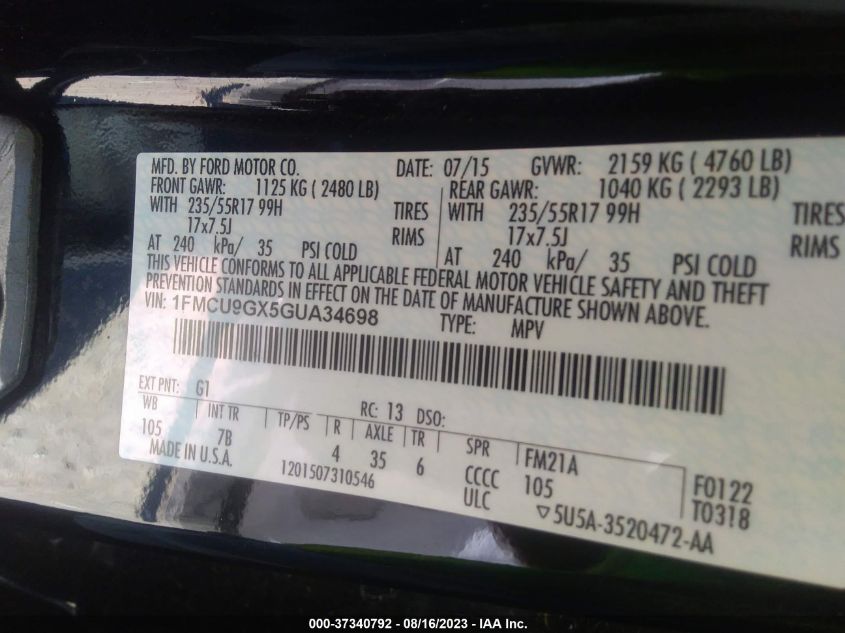 MFD. BY FORD MOTOR CO. DATE: 07/15 GVWR: 2159 KG ( 4760 LB)
FRONT GAWR: 1125 KG ( 2480 LB) REAR GAWR: 1040 KG ( 2293 LB)
WITH 235/55R17 99H TIRES WITH 235/55R17 99H TIRES
17x7.5J RIMS 17x7.5J RIMS
AT 240 kPa/ 35 PSI COLD AT 240 kPa/ 35 PSI COLD
THIS VEHICLE CONFORMS TO ALL APPLICABLE FEDERAL MOTOR VEHICLE SAFETY AND THEFT
PREVENTION STANDARDS IN EFFECT ON THE DATE OF MANUFACTURE SHOWN ABOVE.
VIN: 1FMCU9GX5GUA34698 TYPE: MPV
EXT PNT: G1 RC: 13 DSO:
WB INT TR TP/PS R AXLE TR SPR FM21A
105 7B 4 35 6 CCCC 105 F0122
MADE IN U.S.A. 1201507310546 ULC ▽5U5A-3520472-AA T0318
000-37340792 - 08/16/2023 - IAA Inc.